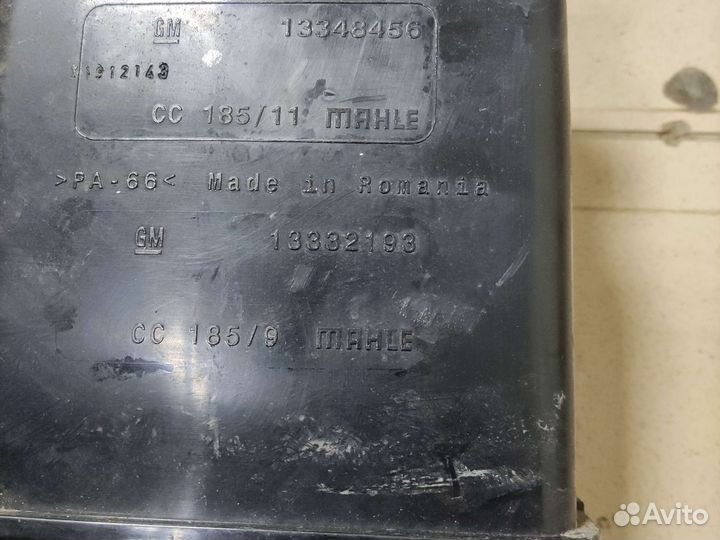 GM 13348456
CC 185/11 MAHLE
>PA-66< Made in Romania
GM 13332193
CC 185/9 MAHLE
Avito